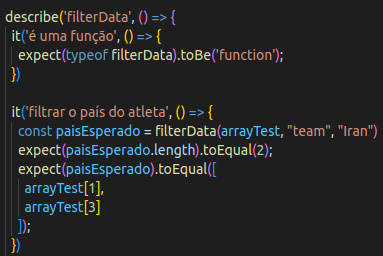 describe('filterData', () => {
it('é uma função', () => {
expect(typeof filterData).toBe('function');
})
it('filtrar o país do atleta', () => {
const paisEsperado = filterData(arrayTest, "team", "Iran")
expect(paisEsperado.length).toEqual(2);
expect(paisEsperado).toEqual([
arrayTest[1],
arrayTest[3]
]);
})